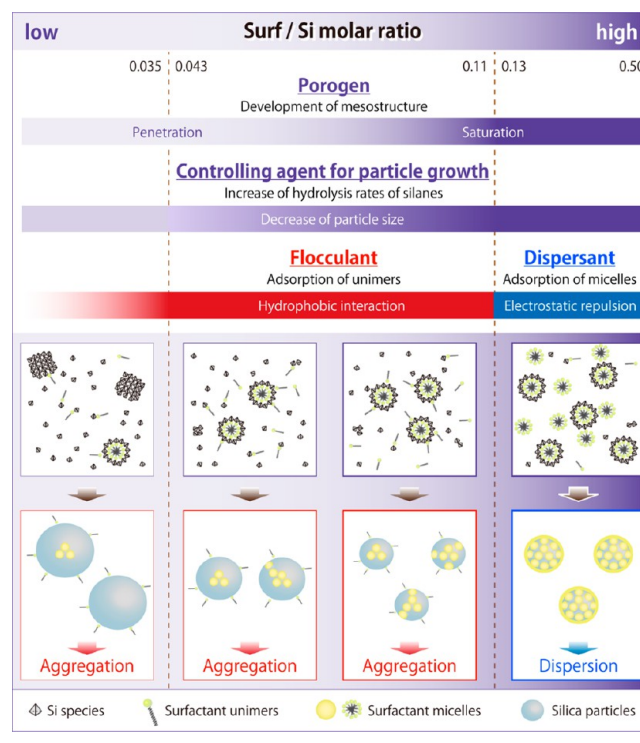 low Surf / Si molar ratio high
0.035 0.043 0.11 0.13 0.50
Porogen
Development of mesostructure
Penetration Saturation
Controlling agent for particle growth
Increase of hydrolysis rates of silanes
Decrease of particle size
Flocculant Dispersant
Adsorption of unimers Adsorption of micelles
Hydrophobic interaction Electrostatic repulsion
Aggregation Aggregation Aggregation Dispersion
Si species Surfactant unimers Surfactant micelles Silica particles